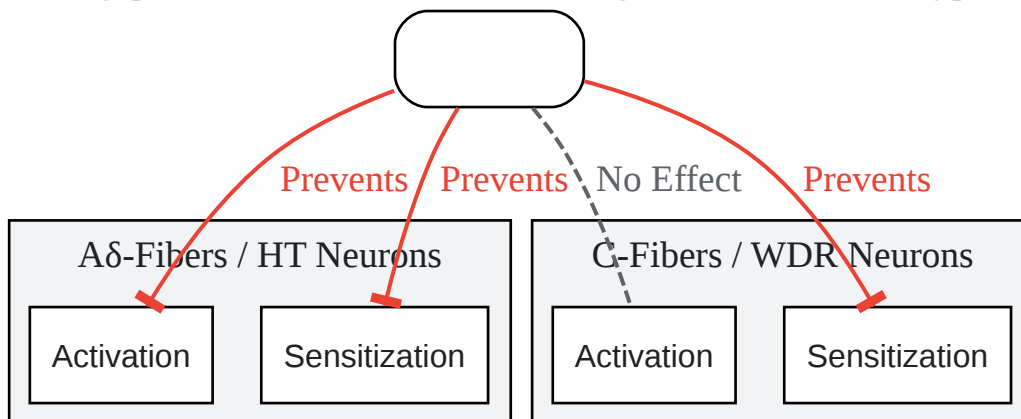 Prevents Prevents No Effect Prevents
Aδ-Fibers / HT Neurons
C-Fibers / WDR Neurons
Activation
Sensitization
Activation
Sensitization